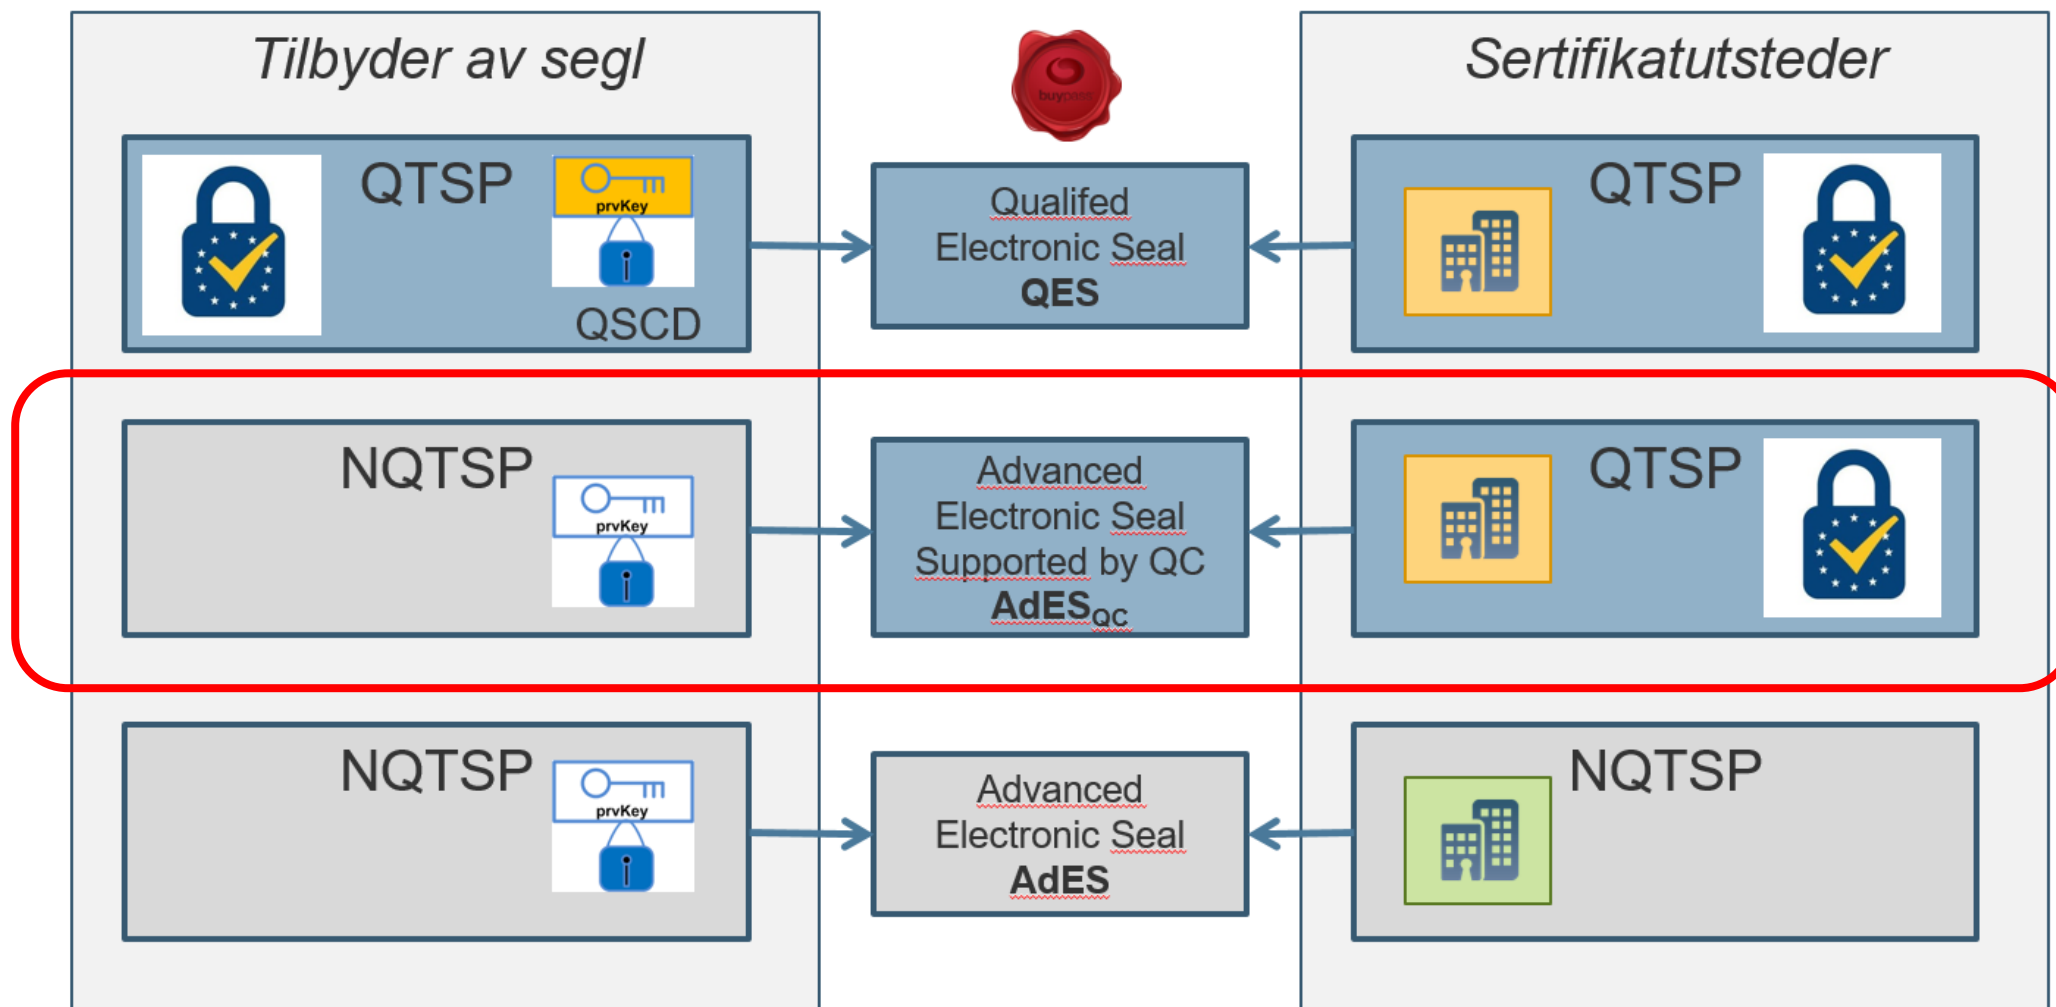 Tilbyder av segl
buypass
Sertifikatutsteder
QTSP
prvKey
QSCD
Qualifed
Electronic Seal
QES
QTSP
NQTSP
prvKey
Advanced
Electronic Seal
Supported by QC
AdESQC
QTSP
NQTSP
prvKey
Advanced
Electronic Seal
AdES
NQTSP